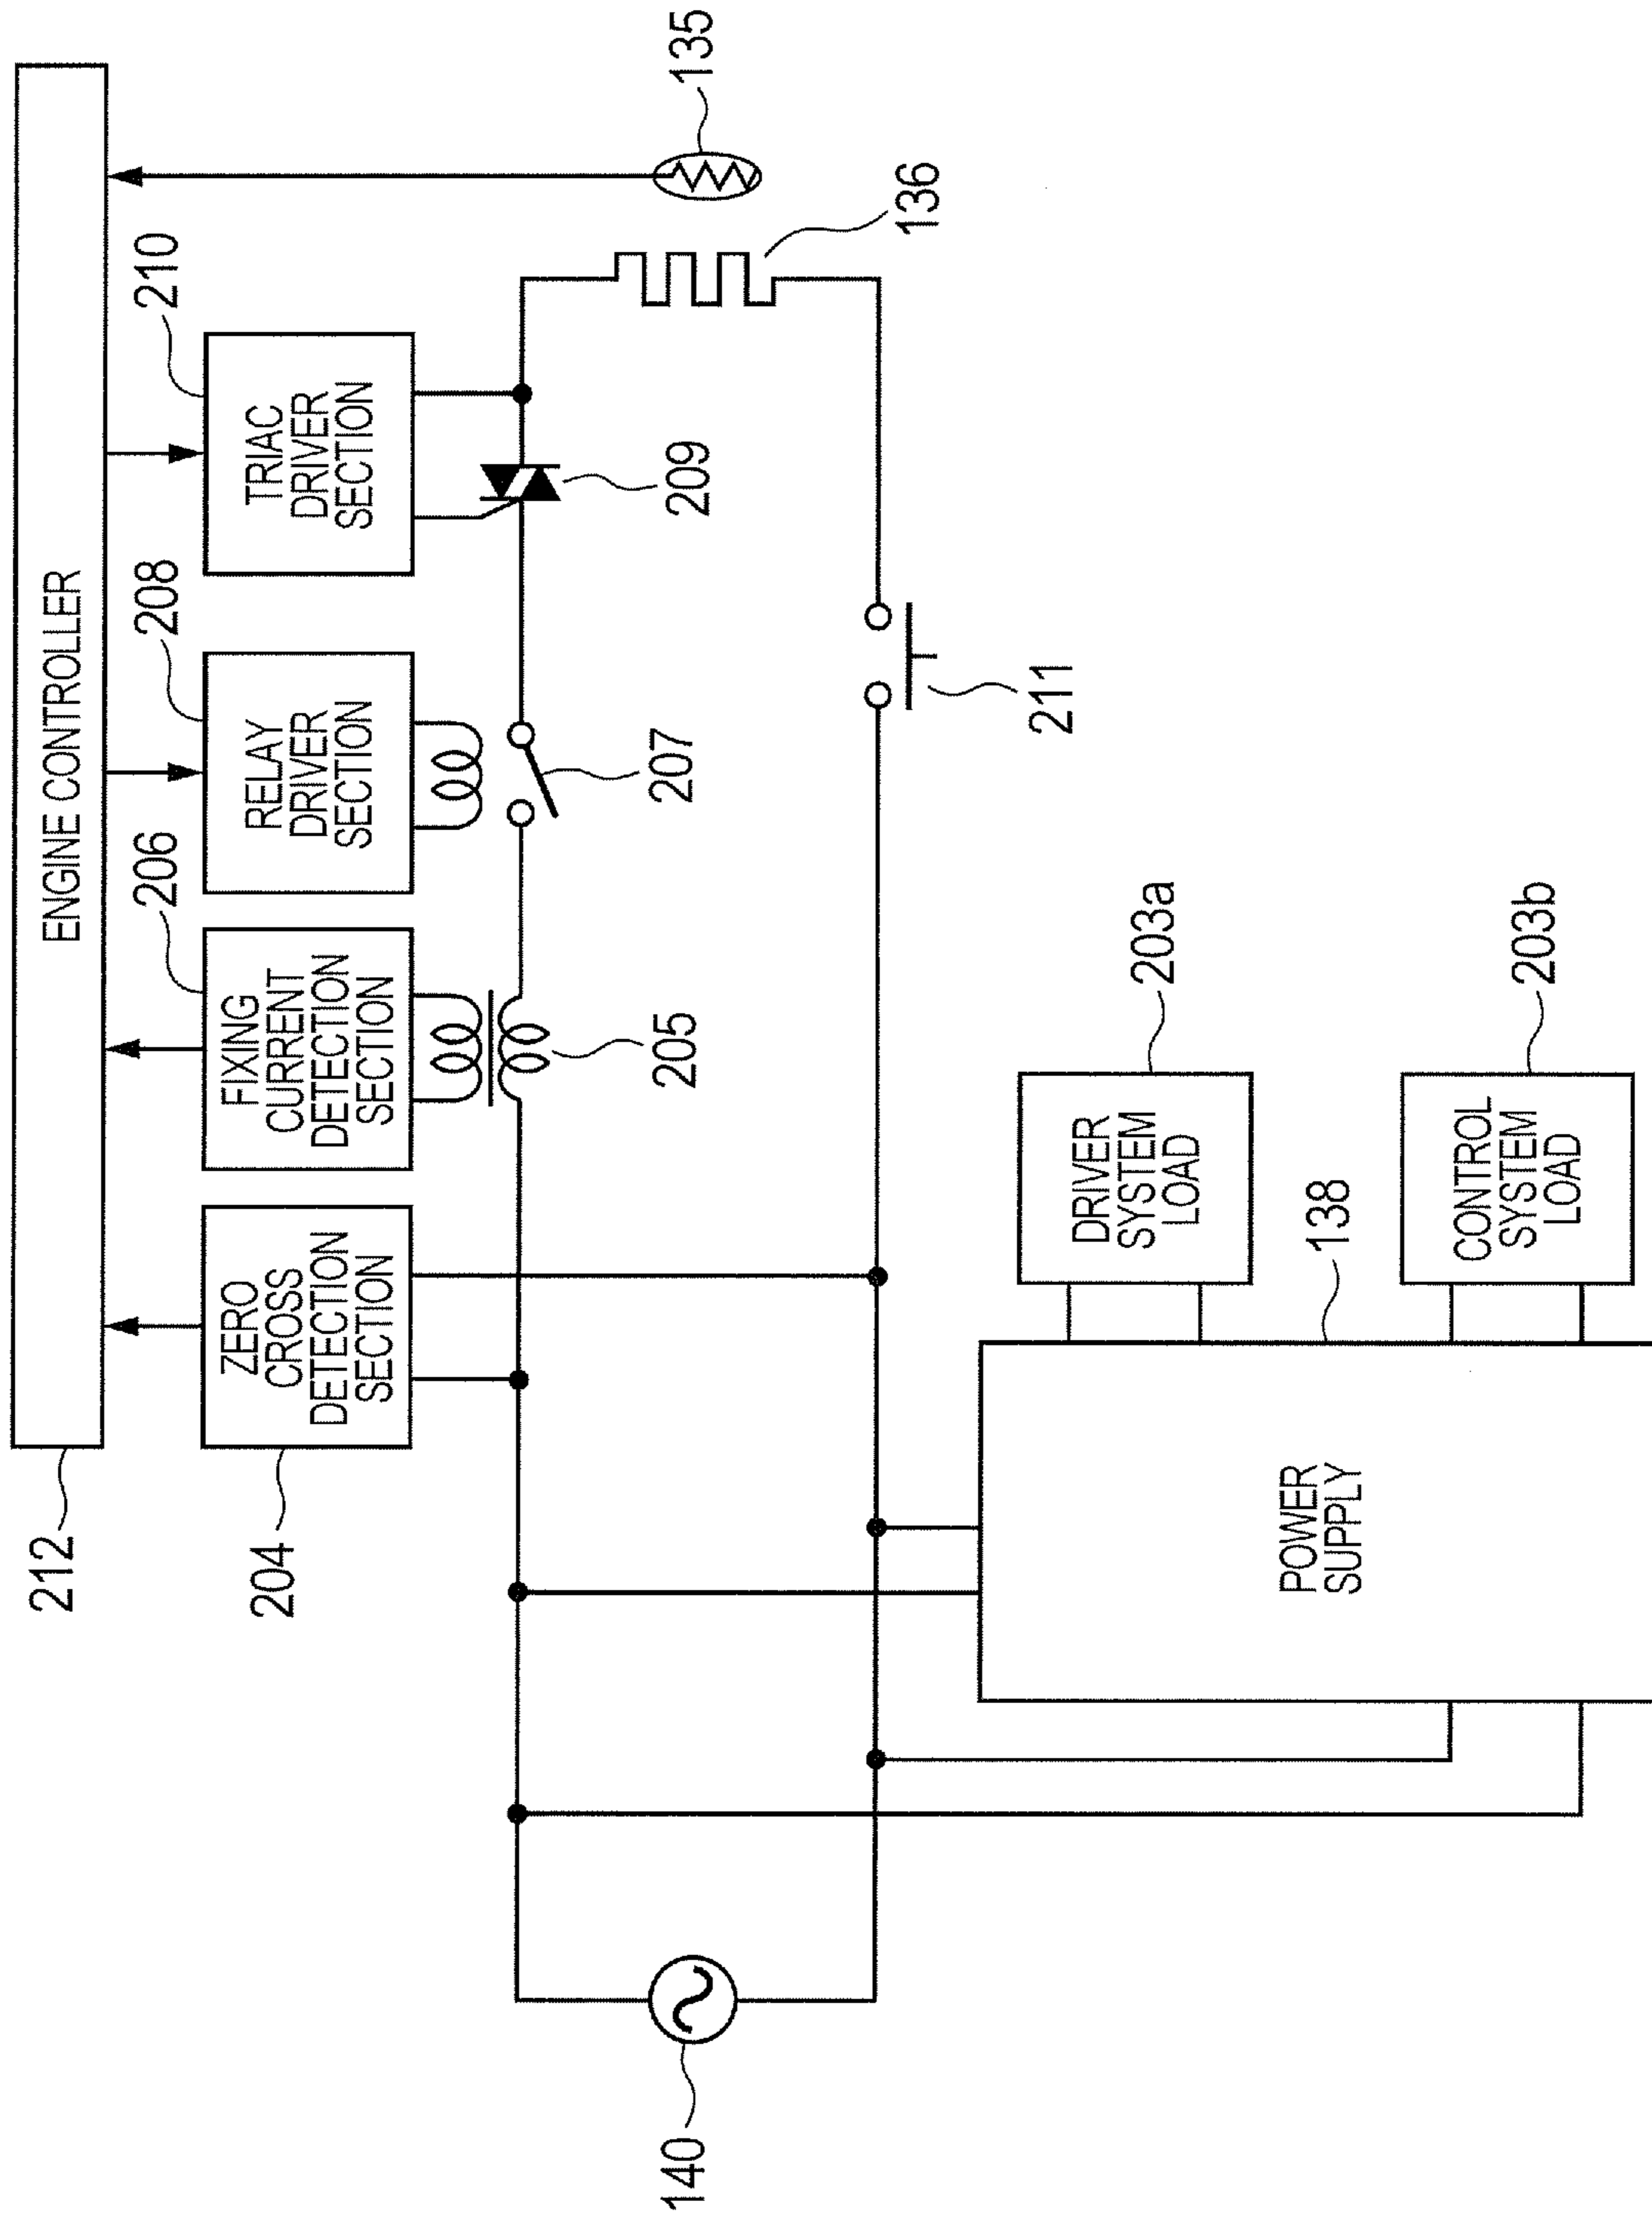 ENGINE CONTROLLER
212
204
206
208
210
ZERO
CROSS
DETECTION
SECTION
FIXING
CURRENT
DETECTION
SECTION
RELAY
DRIVER
SECTION
TRIAC
DRIVER
SECTION
205
207
209
135
136
140
211
POWER
SUPPLY
138
DRIVER
SYSTEM
LOAD
203a
CONTROL
SYSTEM
LOAD
203b